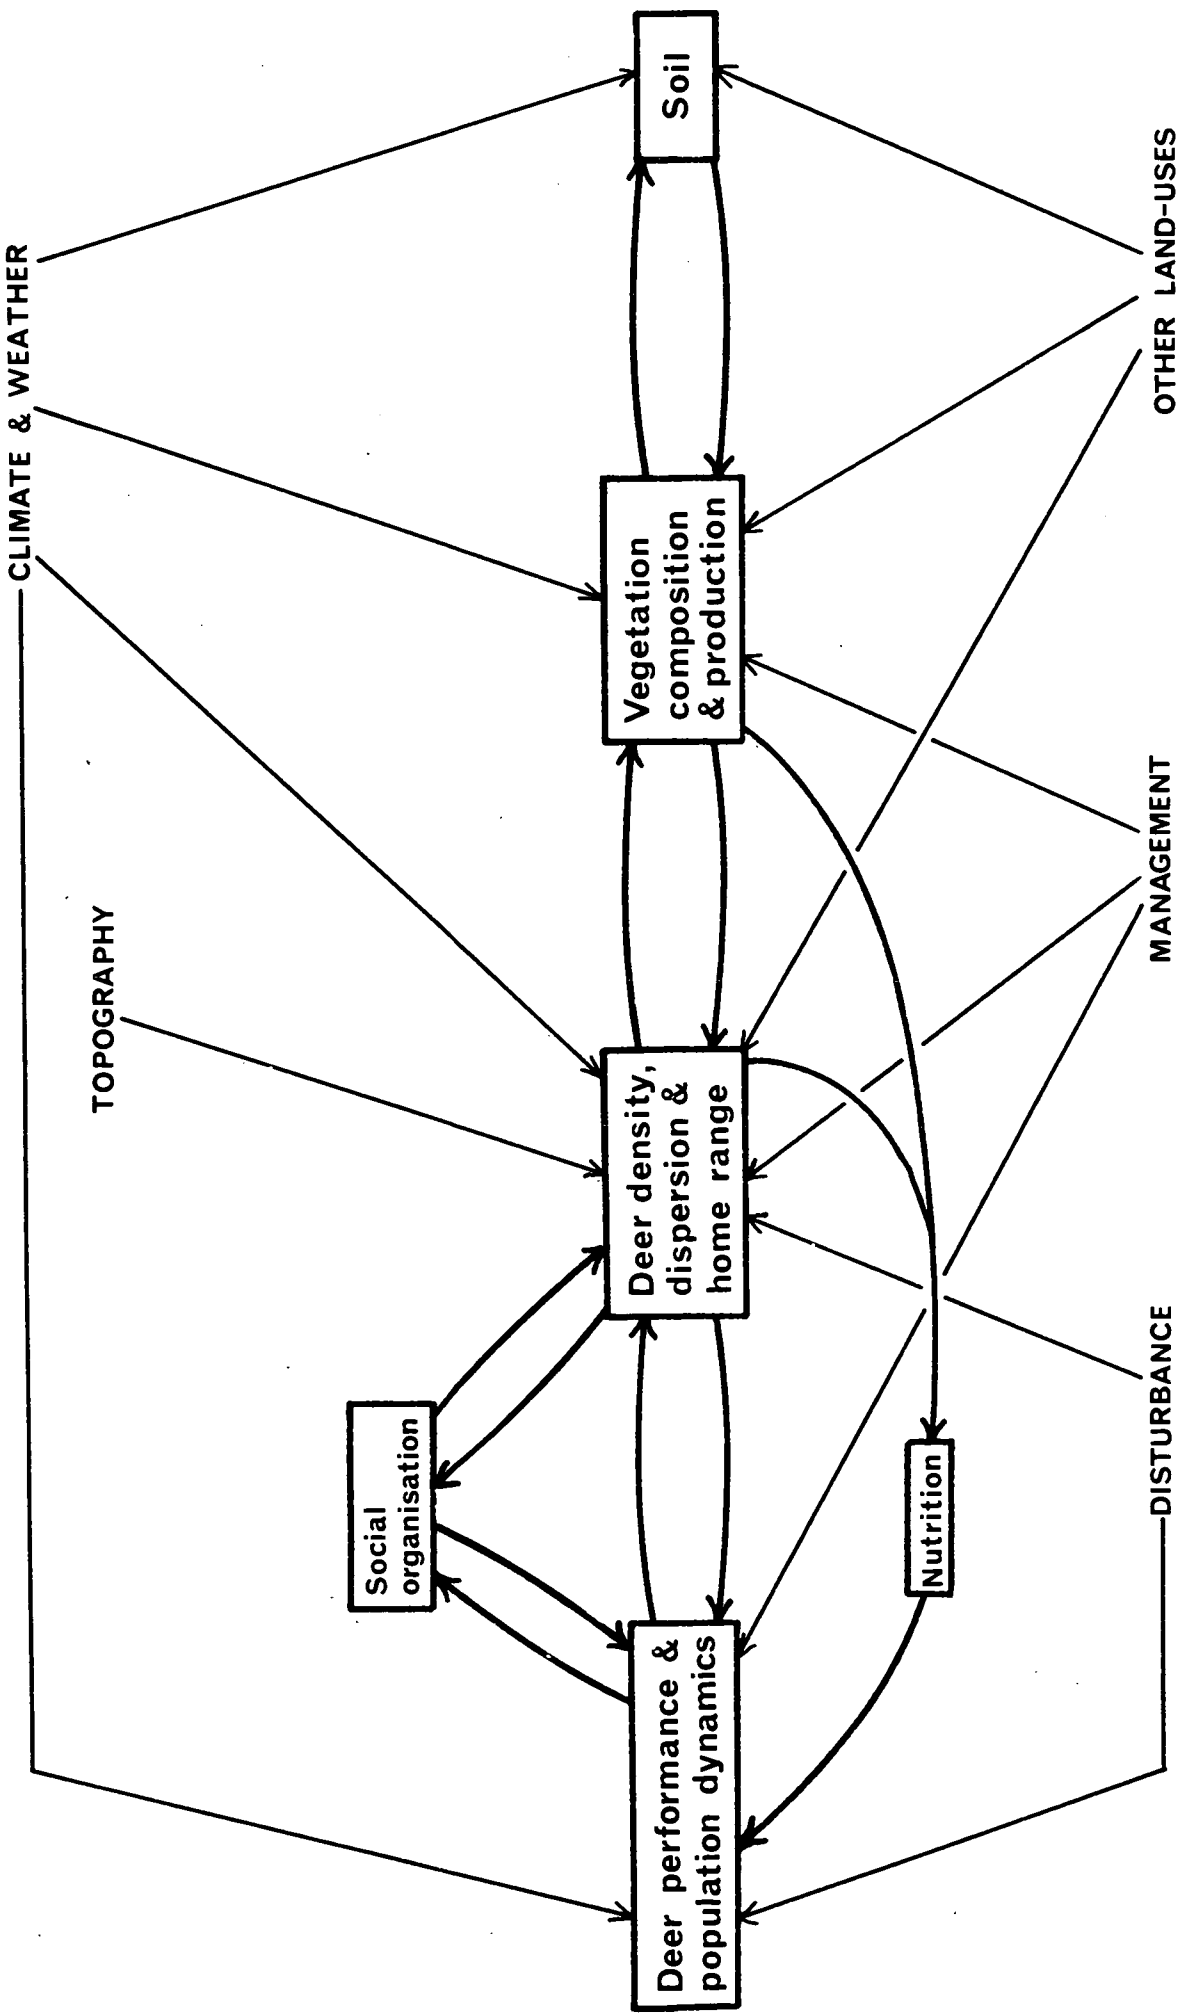 CLIMATE & WEATHER
TOPOGRAPHY
Social
organisation
Deer performance &
population dynamics
Deer density,
dispersion &
home range
Vegetation
composition
& production
Soil
Nutrition
DISTURBANCE
MANAGEMENT
OTHER LAND-USES